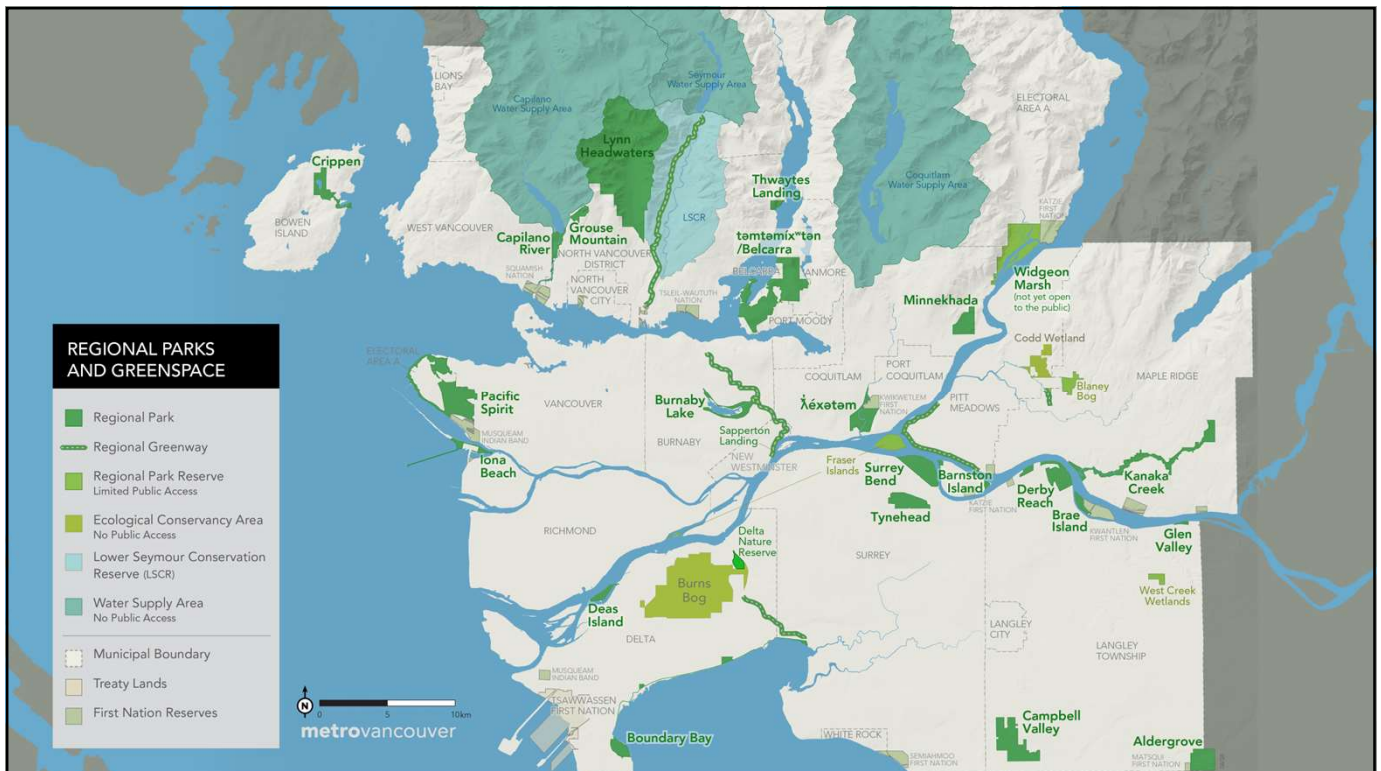 LIONS
BAY
Capilano
Water Supply Area
Seymour
Water Supply Area
ELECTORAL
AREA A
Lynn
Headwaters
Crippen
BOWEN
ISLAND
WEST VANCOUVER
LSCR
Thwaytes
Landing
Coquitlam
Water Supply Area
KATZIE
FIRST
NATION
Capilano
River
Grouse
Mountain
NORTH VANCOUVER
DISTRICT
təmtəmíxʷtən
/Belcarra
BELCARRA
ANMORE
SQUAMISH
NATION
NORTH
VANCOUVER
CITY
TSLEIL-WAUTUTH
NATION
PORT MOODY
Minnekhada
Widgeon
Marsh
(not yet open
to the public)
Codd Wetland
ELECTORAL
AREA A
Pacific
Spirit
VANCOUVER
Burnaby
Lake
COQUITLAM
PORT
COQUITLAM
Blaney
Bog
MAPLE RIDGE
MUSQUEAM
INDIAN BAND
BURNABY
Sapperton
Landing
ƛ̓éxətəm
KWIKWETLEM
FIRST
NATION
PITT
MEADOWS
Iona
Beach
NEW
WESTMINSTER
Fraser
Islands
Surrey
Bend
Barnston
Island
KATZIE
FIRST NATION
Derby
Reach
Brae
Island
Kanaka
Creek
KWANTLEN
FIRST NATION
Glen
Valley
RICHMOND
Tynehead
Delta
Nature
Reserve
SURREY
Burns
Bog
West Creek
Wetlands
Deas
Island
DELTA
LANGLEY
CITY
LANGLEY
TOWNSHIP
MUSQUEAM
INDIAN BAND
TSAWWASSEN
FIRST NATION
Boundary Bay
WHITE ROCK
SEMIAHMOO
FIRST NATION
Campbell
Valley
Aldergrove
MATSQUI
FIRST NATION
REGIONAL PARKS
AND GREENSPACE
Regional Park
Regional Greenway
Regional Park Reserve
Limited Public Access
Ecological Conservancy Area
No Public Access
Lower Seymour Conservation
Reserve (LSCR)
Water Supply Area
No Public Access
Municipal Boundary
Treaty Lands
First Nation Reserves
N
0 5 10km
metrovancouver